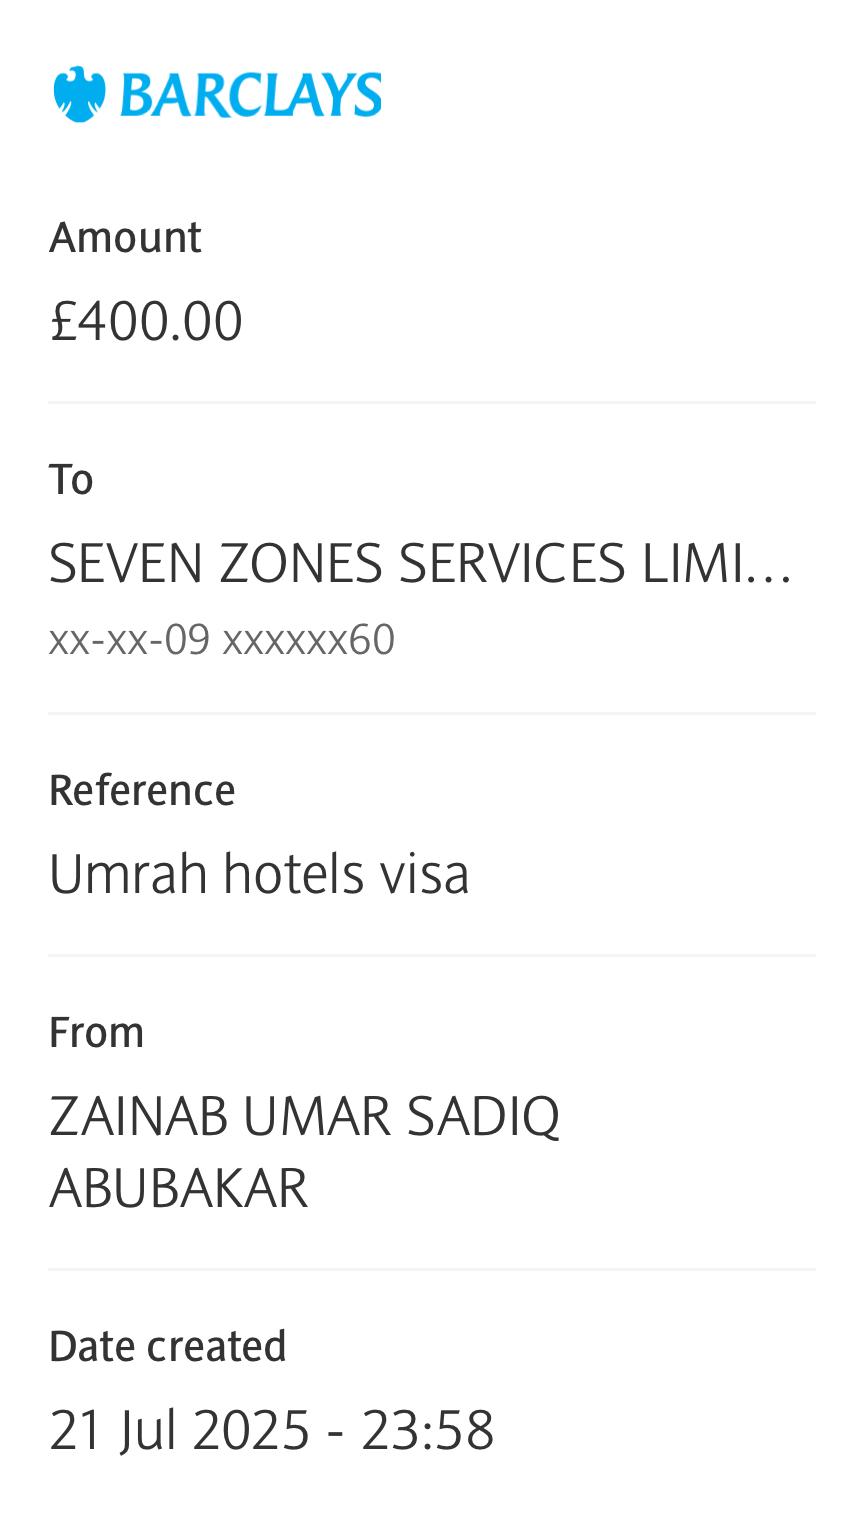 BARCLAYS
Amount
£400.00
To
SEVEN ZONES SERVICES LIMI...
xx-xx-09 xxxxxx60
Reference
Umrah hotels visa
From
ZAINAB UMAR SADIQ
ABUBAKAR
Date created
21 Jul 2025 - 23:58